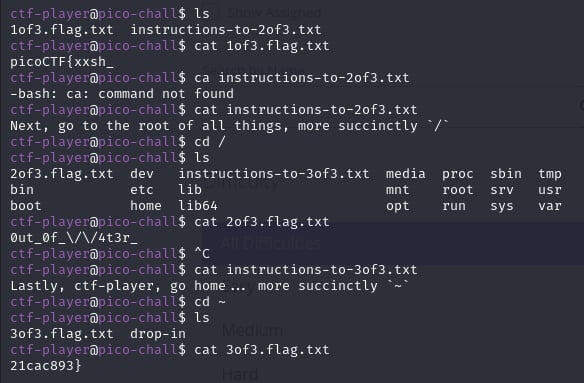 ctf-player@pico-chall$ ls
1of3.flag.txt  instructions-to-2of3.txt
ctf-player@pico-chall$ cat 1of3.flag.txt
picoCTF{xxsh_
ctf-player@pico-chall$ ca instructions-to-2of3.txt
-bash: ca: command not found
ctf-player@pico-chall$ cat instructions-to-2of3.txt
Next, go to the root of all things, more succinctly `/`
ctf-player@pico-chall$ cd /
ctf-player@pico-chall$ ls
2of3.flag.txt  dev   instructions-to-3of3.txt  media  proc  sbin  tmp
bin            etc   lib                       mnt    root  srv   usr
boot           home  lib64                     opt    run   sys   var
ctf-player@pico-chall$ cat 2of3.flag.txt
0ut_0f_\/\/4t3r_
ctf-player@pico-chall$ ^C
ctf-player@pico-chall$ cat instructions-to-3of3.txt
Lastly, ctf-player, go home... more succinctly `~`
ctf-player@pico-chall$ cd ~
ctf-player@pico-chall$ ls
3of3.flag.txt  drop-in
ctf-player@pico-chall$ cat 3of3.flag.txt
21cac893}
Show Assigned
All Difficulties
Medium
Hard